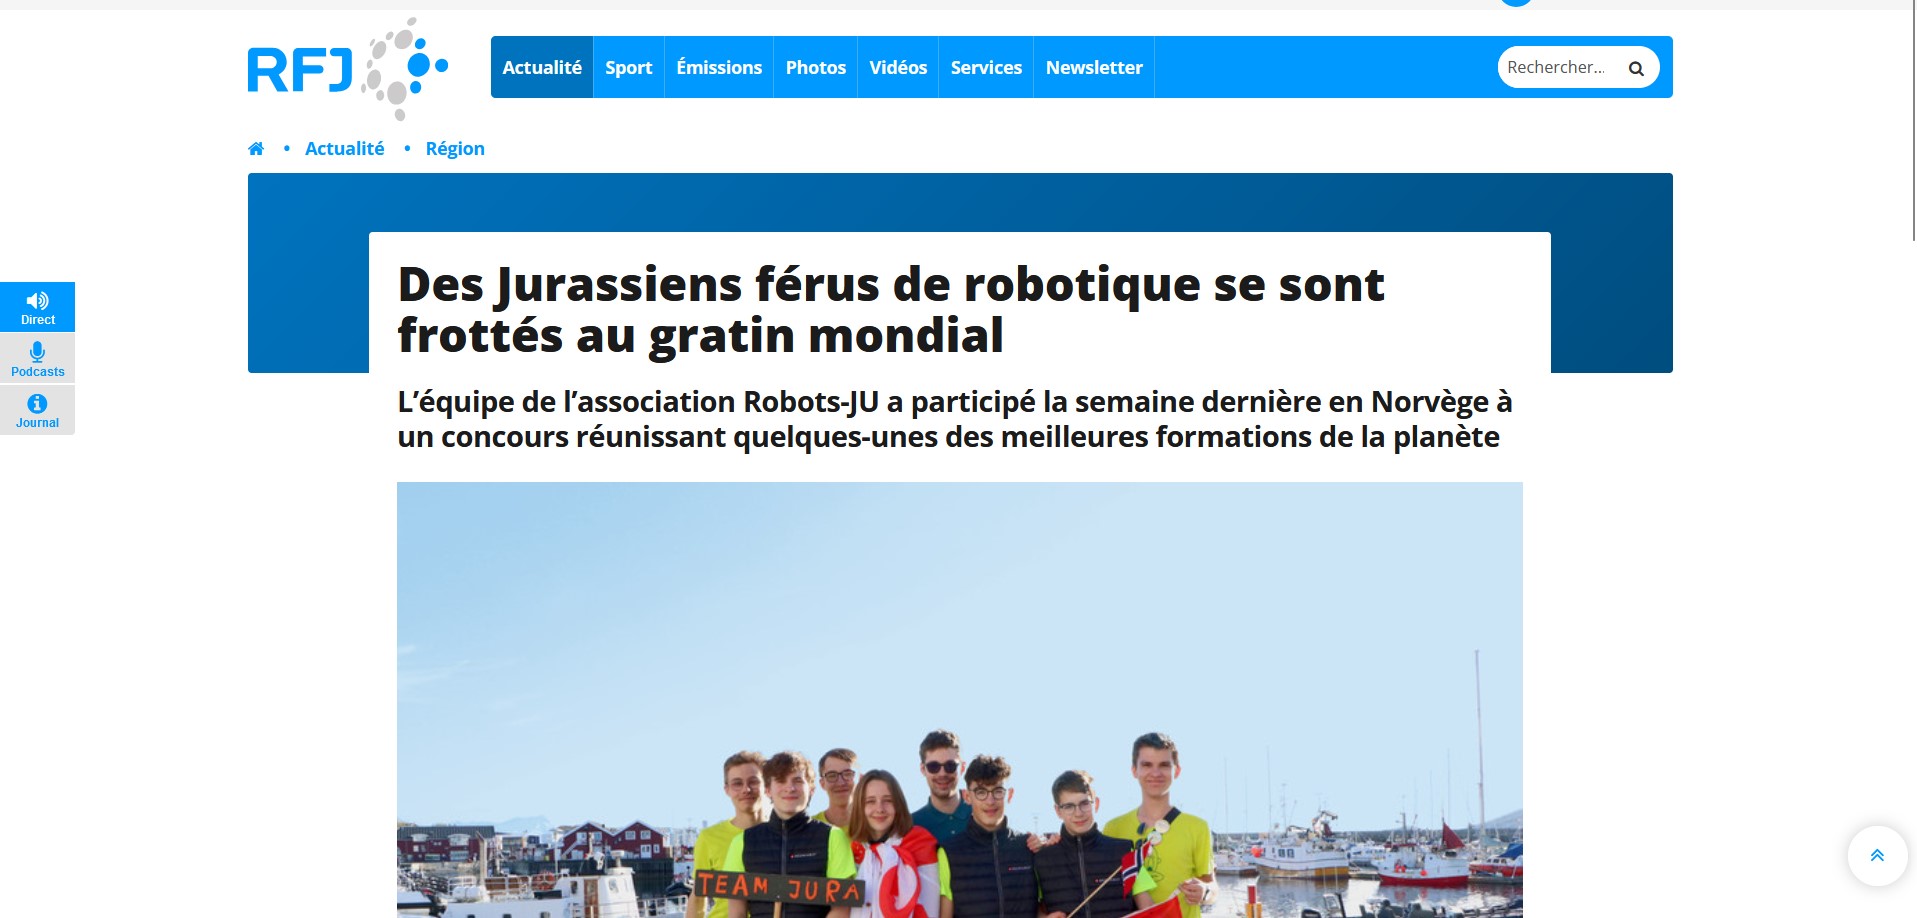 RFJ
Actualité
Sport
Émissions
Photos
Vidéos
Services
Newsletter
Rechercher...
• Actualité • Région
Direct
Podcasts
Journal
Des Jurassiens férus de robotique se sont
frottés au gratin mondial
L’équipe de l’association Robots-JU a participé la semaine dernière en Norvège à
un concours réunissant quelques-unes des meilleures formations de la planète
TEAM JURA